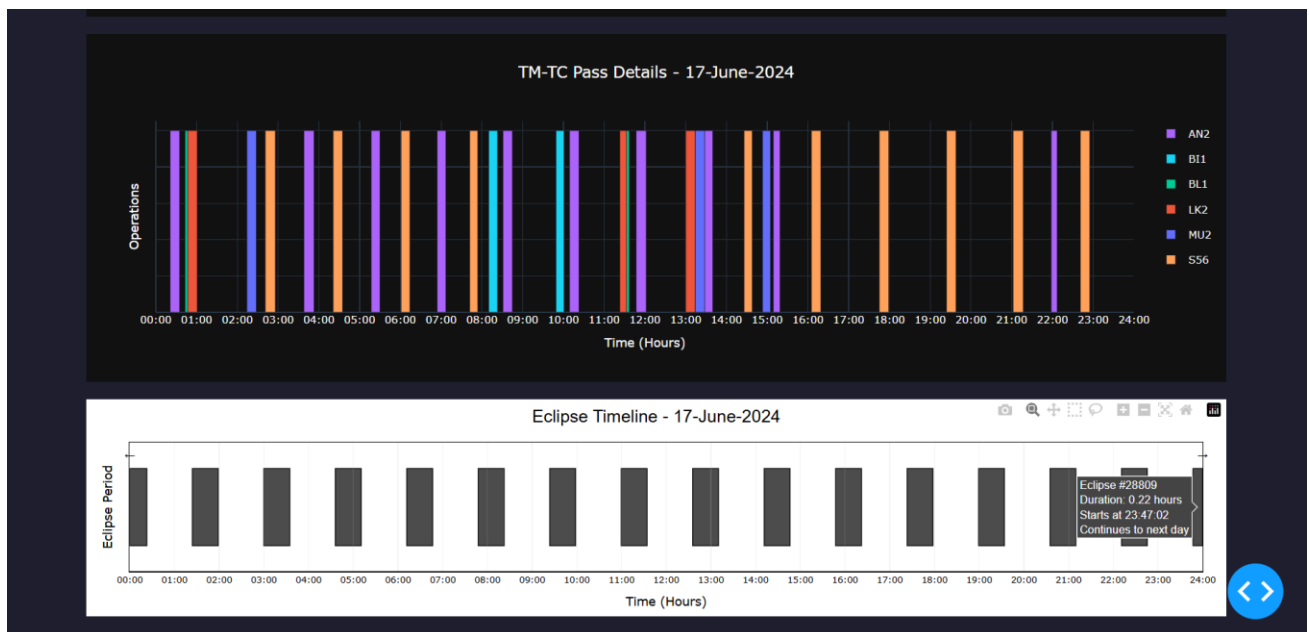 TM-TC Pass Details - 17-June-2024
Operations
AN2
BI1
BL1
LK2
MU2
S56
00:00 01:00 02:00 03:00 04:00 05:00 06:00 07:00 08:00 09:00 10:00 11:00 12:00 13:00 14:00 15:00 16:00 17:00 18:00 19:00 20:00 21:00 22:00 23:00 24:00
Time (Hours)
Eclipse Timeline - 17-June-2024
Eclipse Period
Eclipse #28809
Duration: 0.22 hours
Starts at 23:47:02
Continues to next day
00:00 01:00 02:00 03:00 04:00 05:00 06:00 07:00 08:00 09:00 10:00 11:00 12:00 13:00 14:00 15:00 16:00 17:00 18:00 19:00 20:00 21:00 22:00 23:00 24:00
Time (Hours)